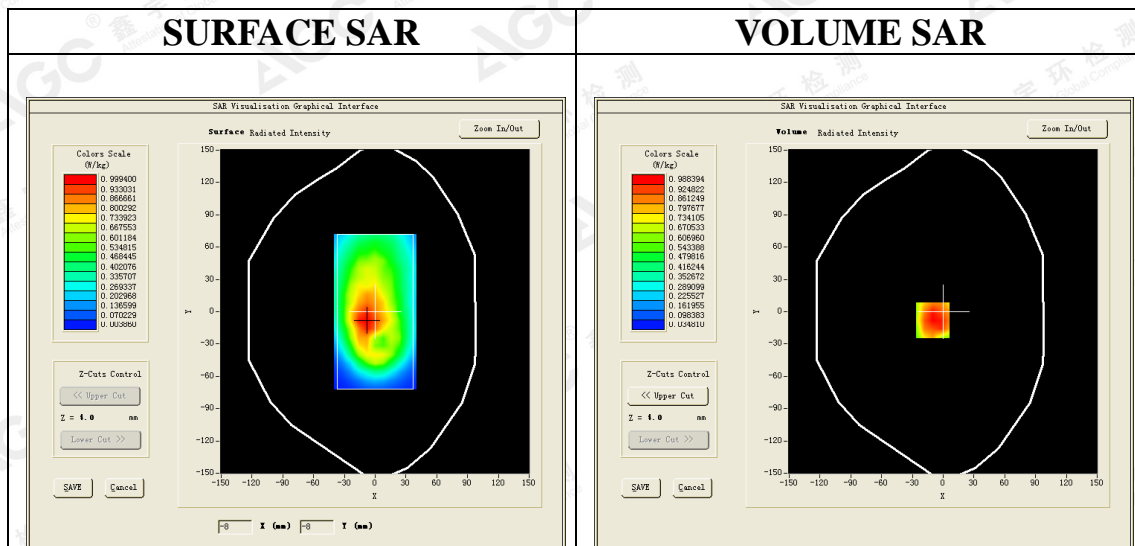 SURFACE SAR
VOLUME SAR
SAR Visualisation Graphical Interface
Surface Radiated Intensity
Zoom In/Out
Colors Scale
(W/kg)
0.999400
0.933031
0.866661
0.800292
0.733923
0.667553
0.601184
0.534815
0.468445
0.402076
0.335707
0.269337
0.202968
0.136599
0.070229
0.003860
150
120
90
60
30
0
-30
-60
-90
-120
-150
Y
-150 -120 -90 -60 -30 0 30 60 90 120 150
X
Z-Cuts Control
<< Upper Cut
Z = 4.0 mm
Lower Cut >>
SAVE Cancel
-8 X (mm) -8 Y (mm)
SAR Visualisation Graphical Interface
Volume Radiated Intensity
Zoom In/Out
Colors Scale
(W/kg)
0.988394
0.924822
0.861249
0.797677
0.734105
0.670533
0.606960
0.543388
0.479816
0.416244
0.352672
0.289099
0.225527
0.161955
0.098383
0.034810
150
120
90
60
30
0
-30
-60
-90
-120
-150
Y
-150 -120 -90 -60 -30 0 30 60 90 120 150
X
Z-Cuts Control
<< Upper Cut
Z = 4.0 mm
Lower Cut >>
SAVE Cancel